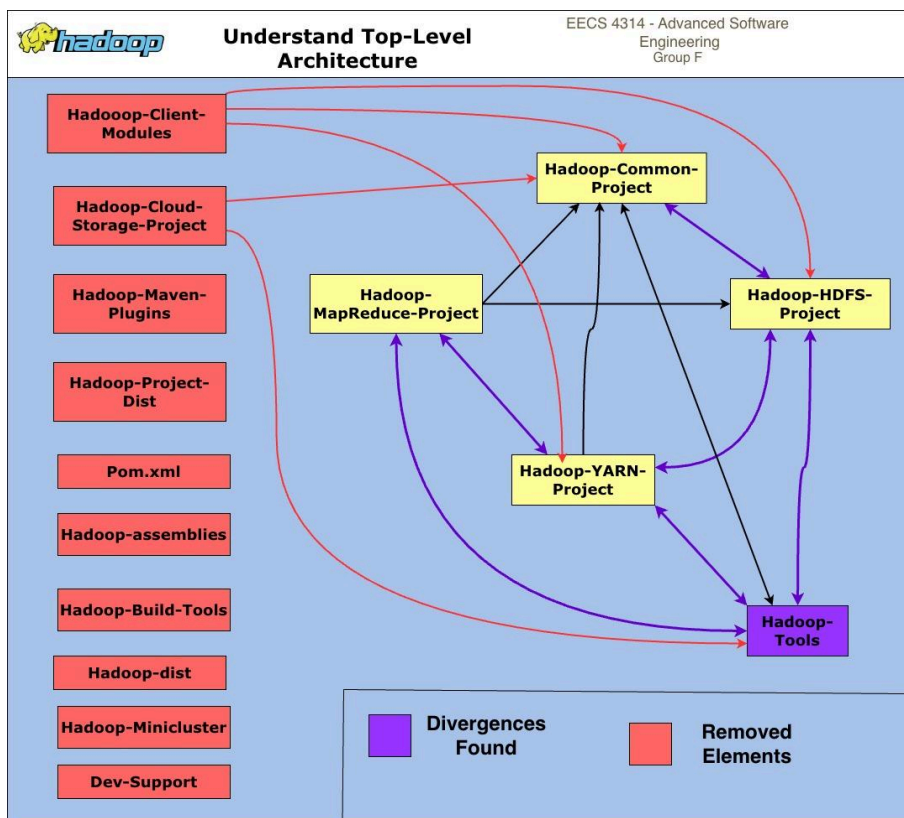 hadoop
Understand Top-Level
Architecture
EECS 4314 - Advanced Software
Engineering
Group F
Hadooop-Client-
Modules
Hadoop-Cloud-
Storage-Project
Hadoop-Maven-
Plugins
Hadoop-Project-
Dist
Pom.xml
Hadoop-assemblies
Hadoop-Build-Tools
Hadoop-dist
Hadoop-Minicluster
Dev-Support
Hadoop-Common-
Project
Hadoop-
MapReduce-Project
Hadoop-HDFS-
Project
Hadoop-YARN-
Project
Hadoop-
Tools
Divergences
Found
Removed
Elements